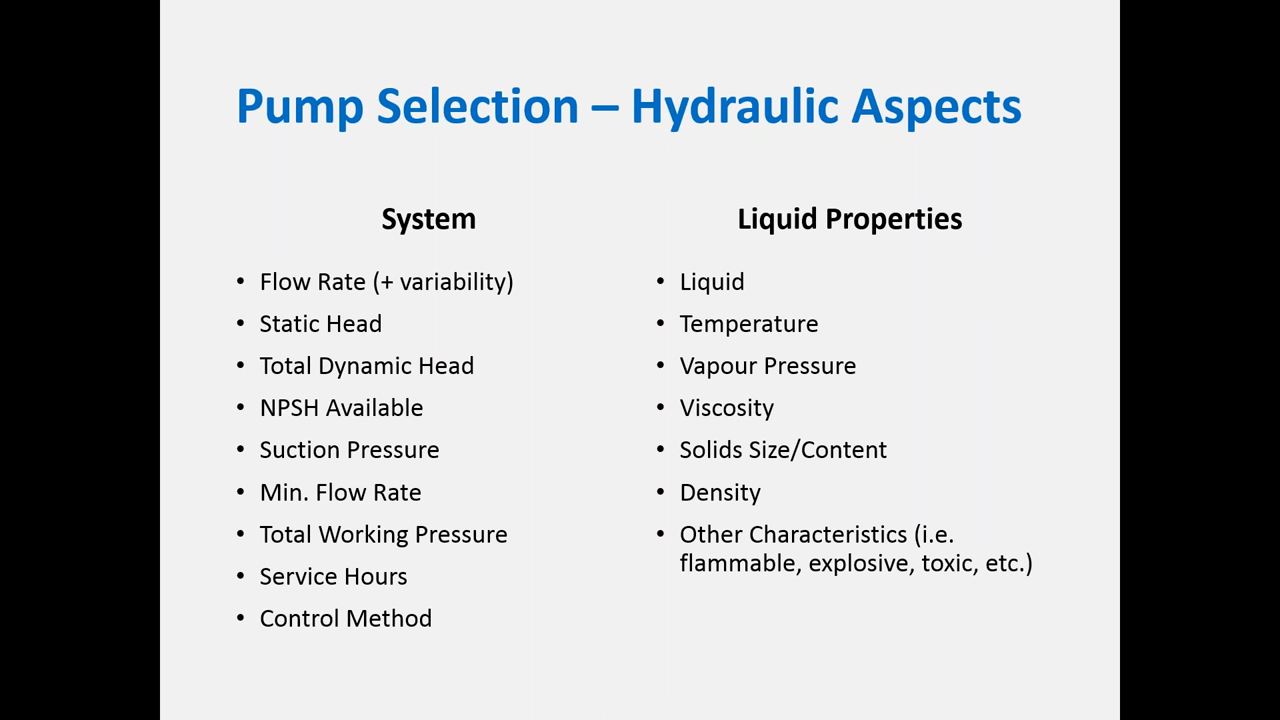 Pump Selection – Hydraulic Aspects
System
• Flow Rate (+ variability)
• Static Head
• Total Dynamic Head
• NPSH Available
• Suction Pressure
• Min. Flow Rate
• Total Working Pressure
• Service Hours
• Control Method
Liquid Properties
• Liquid
• Temperature
• Vapour Pressure
• Viscosity
• Solids Size/Content
• Density
• Other Characteristics (i.e.
flammable, explosive, toxic, etc.)